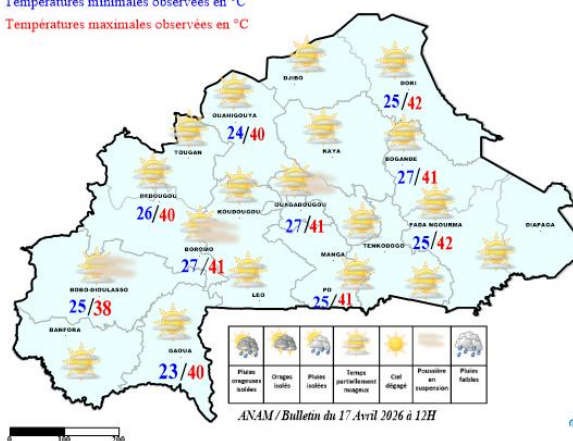 Températures minimales observées en °C
Températures maximales observées en °C
DJIBO
DORI
25/42
OUAHIGOUYA
24/40
TOUGAN
KAYA
BOGANDE
27/41
DEDOUGOU
26/40
KOUDOUGOU
OUAGADOUGOU
27/41
FADA NGOURMA
25/42
DIAPAGA
TENKODOGO
BOROMO
27/41
MANGA
PO
25/41
LEO
BOBO-DIOULASSO
25/38
BANFORA
GAOUA
23/40
Pluies orageuses isolées
Orages isolés
Pluies isolées
Temps partiellement nuageux
Ciel dégagé
Poussière en suspension
Pluies faibles
ANAM / Bulletin du 17 Avril 2026 à 12H
0 100 200